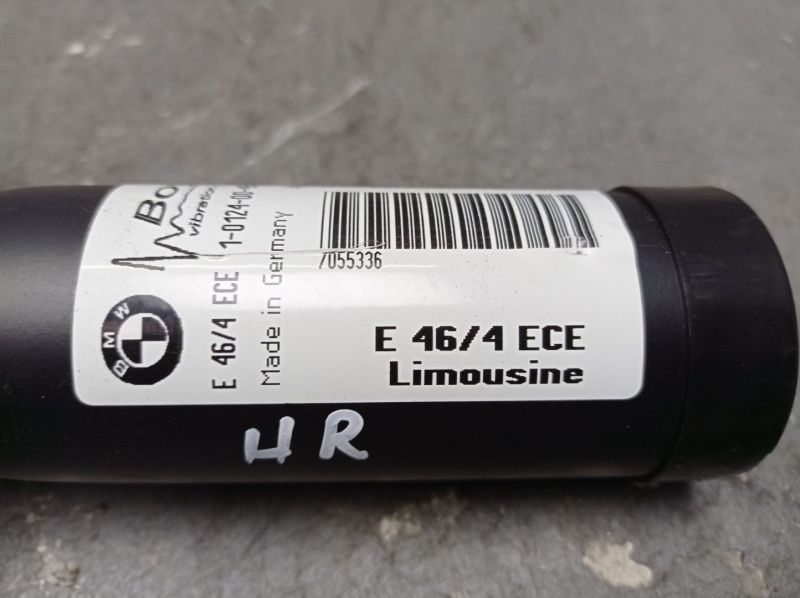 E 46/4 ECE
Made in Germany
BMW
7055336
E 46/4 ECE
Limousine
HR